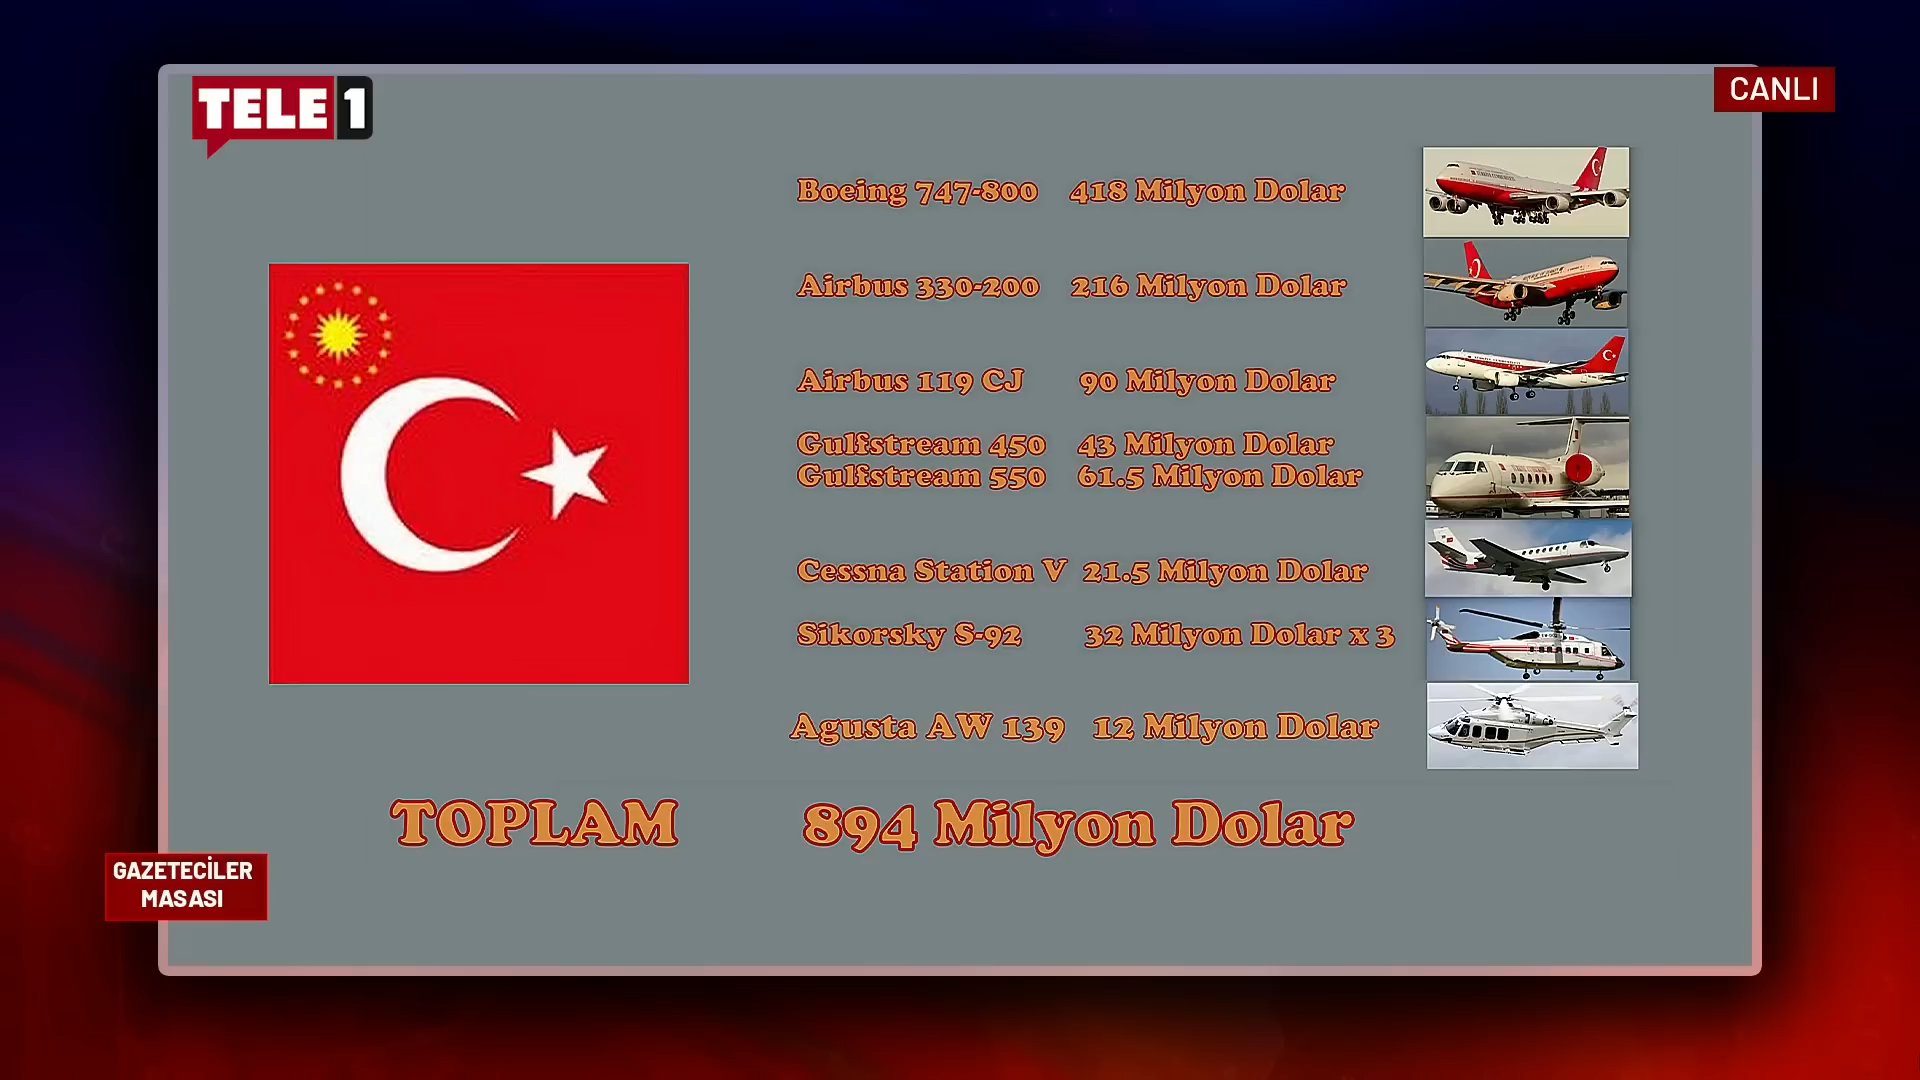 TELE1
CANLI
Boeing 747-800 418 Milyon Dolar
Airbus 330-200 216 Milyon Dolar
Airbus 119 CJ 90 Milyon Dolar
Gulfstream 450 43 Milyon Dolar
Gulfstream 550 61.5 Milyon Dolar
Cessna Station V 21.5 Milyon Dolar
Sikorsky S-92 32 Milyon Dolar x 3
Agusta AW 139 12 Milyon Dolar
TOPLAM 894 Milyon Dolar
GAZETECİLER
MASASI